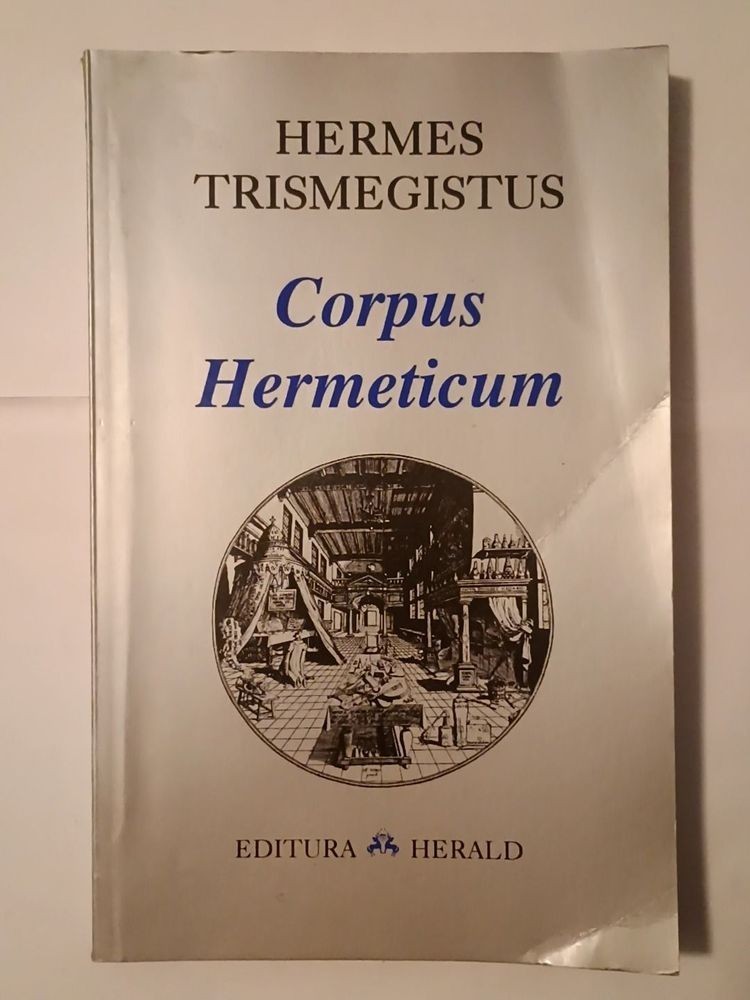 HERMES
TRISMEGISTUS
Corpus
Hermeticum
EDITURA HERALD